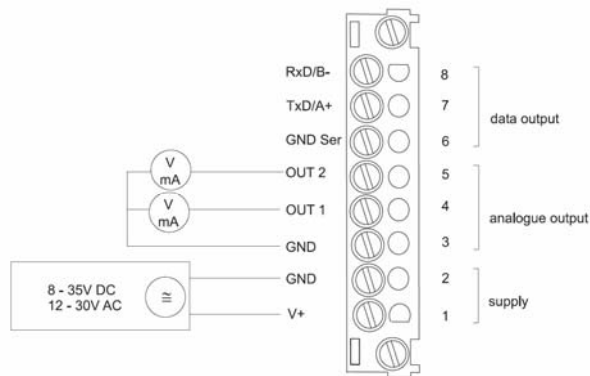 RxD/B- 8
TxD/A+ 7
data output
GND Ser 6
V
mA
OUT 2 5
V
mA
OUT 1 4
analogue output
GND 3
GND 2
8 - 35V DC
12 - 30V AC
≅
supply
V+ 1